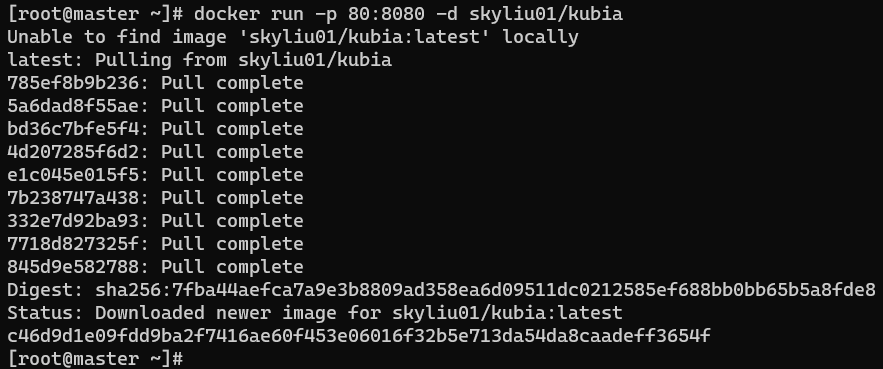 [root@master ~]# docker run -p 80:8080 -d skyliu01/kubia
Unable to find image 'skyliu01/kubia:latest' locally
latest: Pulling from skyliu01/kubia
785ef8b9b236: Pull complete
5a6dad8f55ae: Pull complete
bd36c7bfe5f4: Pull complete
4d207285f6d2: Pull complete
e1c045e015f5: Pull complete
7b238747a438: Pull complete
332e7d92ba93: Pull complete
7718d827325f: Pull complete
845d9e582788: Pull complete
Digest: sha256:7fba44aefca7a9e3b8809ad358ea6d09511dc0212585ef688bb0bb65b5a8fde8
Status: Downloaded newer image for skyliu01/kubia:latest
c46d9d1e09fdd9ba2f7416ae60f453e06016f32b5e713da54da8caadeff3654f
[root@master ~]#